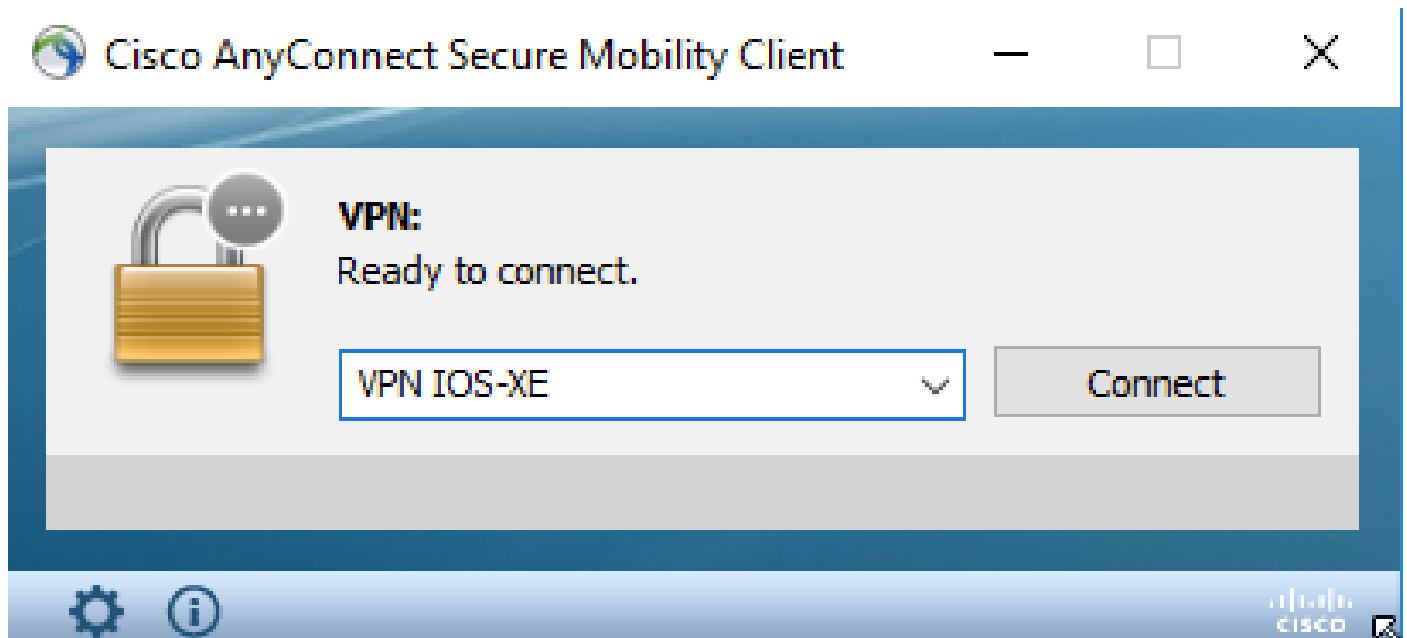 Cisco AnyConnect Secure Mobility Client
VPN:
Ready to connect.
VPN IOS-XE
Connect
CISCO